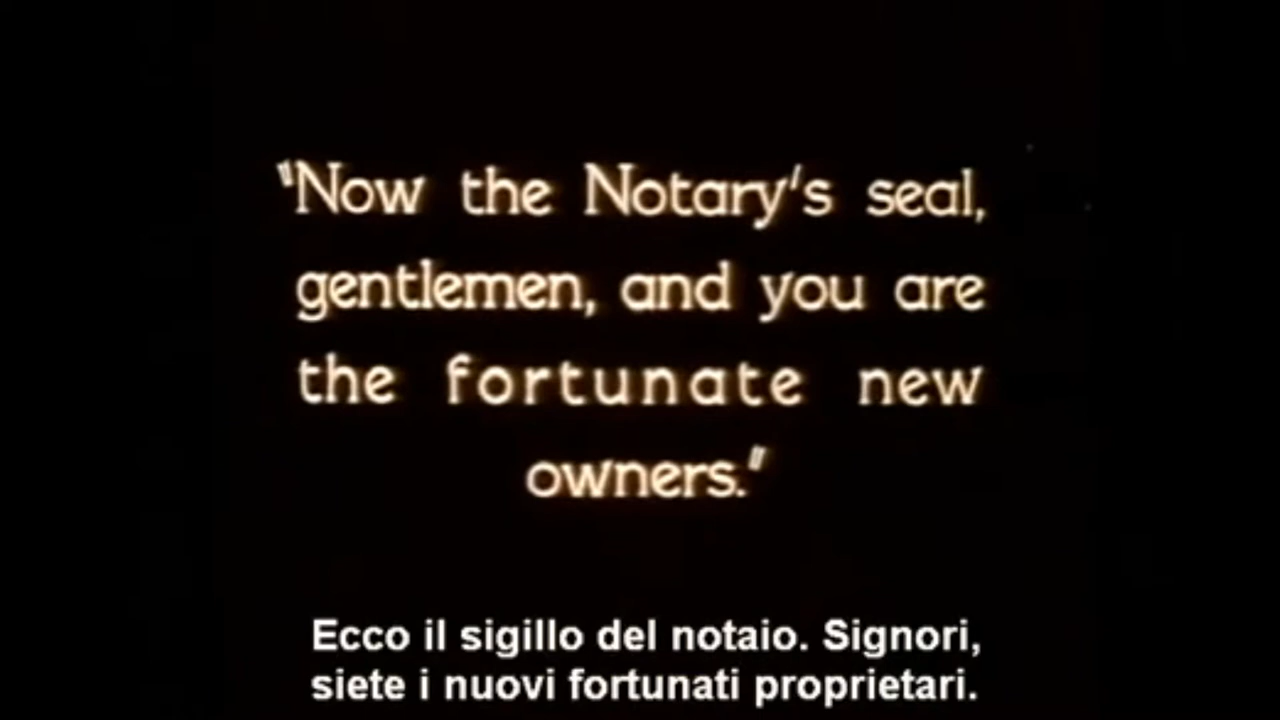 "Now the Notary's seal,
gentlemen, and you are
the fortunate new
owners."
Ecco il sigillo del notaio. Signori,
siete i nuovi fortunati proprietari.